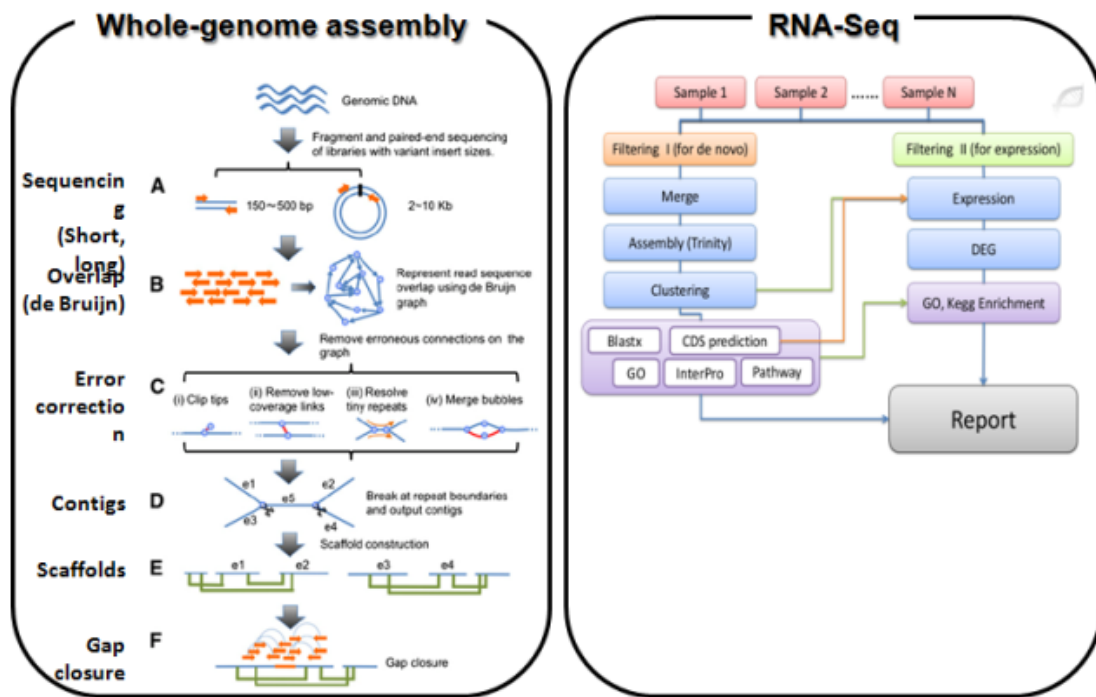 Whole-genome assembly
Genomic DNA
Fragment and paired-end sequencing
of libraries with variant insert sizes.
Sequencin
g
(Short,
long)
A
150~500 bp
2~10 Kb
Overlap
(de Bruijn)
B
Represent read sequence
overlap using de Bruijn
graph
Remove erroneous connections on the
graph
Error
correctio
n
C
(i) Clip tips
(ii) Remove low-
coverage links
(iii) Resolve
tiny repeats
(iv) Merge bubbles
Contigs
D
e1
e2
e5
e3
e4
Break at repeat boundaries
and output contigs
Scaffold construction
Scaffolds
E
e1
e2
e3
e4
Gap
closure
F
Gap closure
RNA-Seq
Sample 1
Sample 2
......
Sample N
Filtering I (for de novo)
Filtering II (for expression)
Merge
Expression
Assembly (Trinity)
DEG
Clustering
GO, Kegg Enrichment
Blastx
CDS prediction
GO
InterPro
Pathway
Report